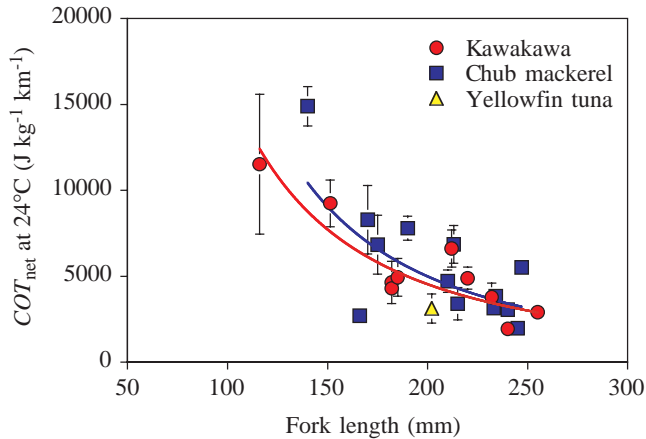 20000
Kawakawa
Chub mackerel
Yellowfin tuna
15000
10000
5000
0
COTnet at 24°C (J kg-1 km-1)
50 100 150 200 250 300
Fork length (mm)